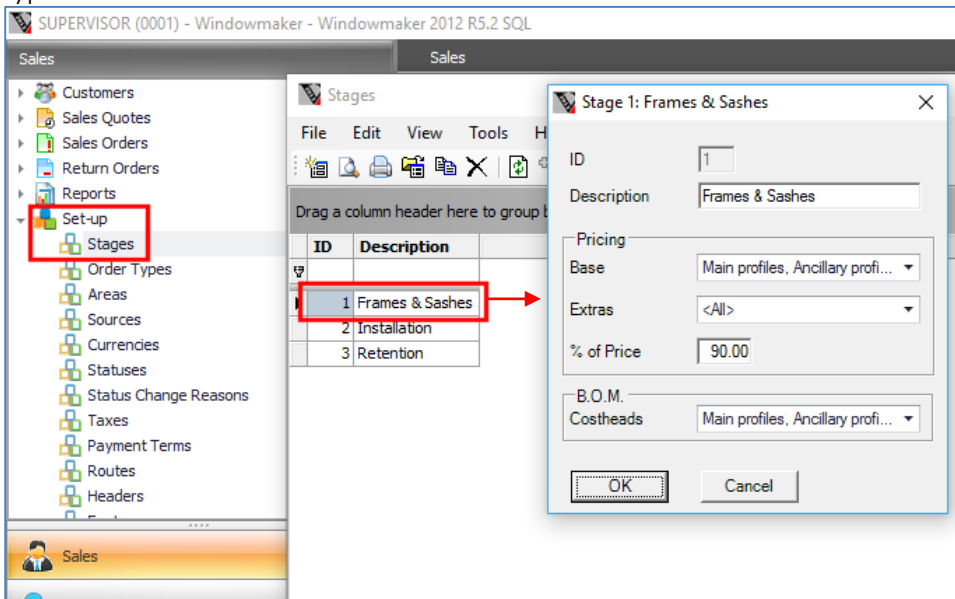 SUPERVISOR (0001) - Windowmaker - Windowmaker 2012 R5.2 SQL
Sales
Sales
Customers
Sales Quotes
Sales Orders
Return Orders
Reports
Set-up
Stages
Order Types
Areas
Sources
Currencies
Statuses
Status Change Reasons
Taxes
Payment Terms
Routes
Headers
Sales
Stages
File Edit View Tools H
Drag a column header here to group b
ID Description
1 Frames & Sashes
2 Installation
3 Retention
Stage 1: Frames & Sashes
ID 1
Description Frames & Sashes
Pricing
Base Main profiles, Ancillary profi...
Extras <All>
% of Price 90.00
B.O.M.
Costheads Main profiles, Ancillary profi...
OK Cancel